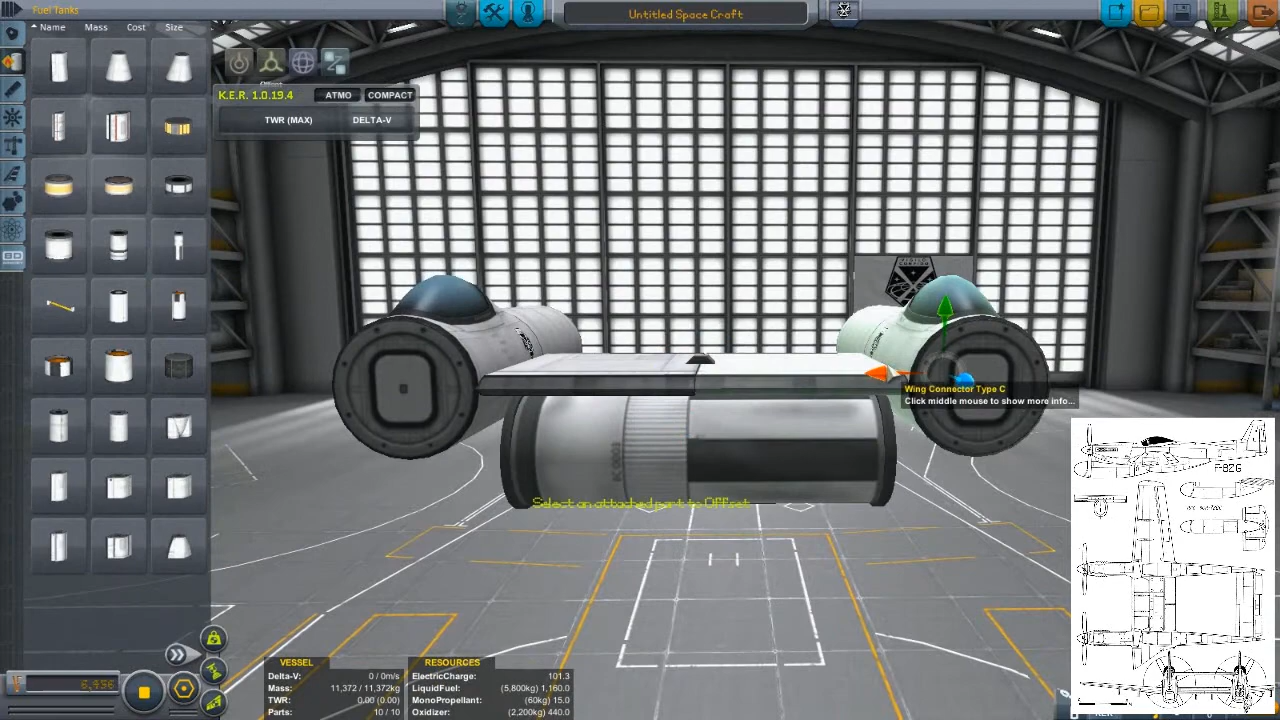 Fuel Tanks
Untitled Space Craft
Name Mass Cost Size
K.E.R. 1.0.19.4 ATMO COMPACT
TWR (MAX) DELTA-V
Wing Connector Type C
Click middle mouse to show more info...
Select an attached part to Offset
F-82G
VESSEL
Delta-V: 0 / 0m/s
Mass: 11,372 / 11,372kg
TWR: 0.00 (0.00)
Parts: 10 / 10
RESOURCES
ElectricCharge: 101.3
LiquidFuel: (5,800kg) 1,160.0
MonoPropellant: (60kg) 15.0
Oxidizer: (2,200kg) 440.0